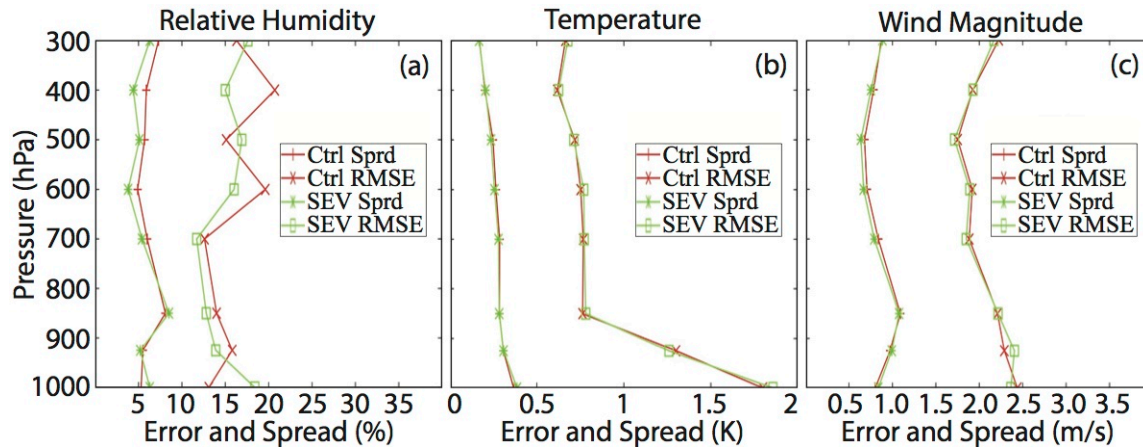 Relative Humidity
Temperature
Wind Magnitude
Pressure (hPa)
300
400
500
600
700
800
900
1000
(a)
Ctrl Sprd
Ctrl RMSE
SEV Sprd
SEV RMSE
5 10 15 20 25 30 35
Error and Spread (%)
(b)
Ctrl Sprd
Ctrl RMSE
SEV Sprd
SEV RMSE
0 0.5 1 1.5 2
Error and Spread (K)
(c)
Ctrl Sprd
Ctrl RMSE
SEV Sprd
SEV RMSE
0.5 1.0 1.5 2.0 2.5 3.0 3.5
Error and Spread (m/s)